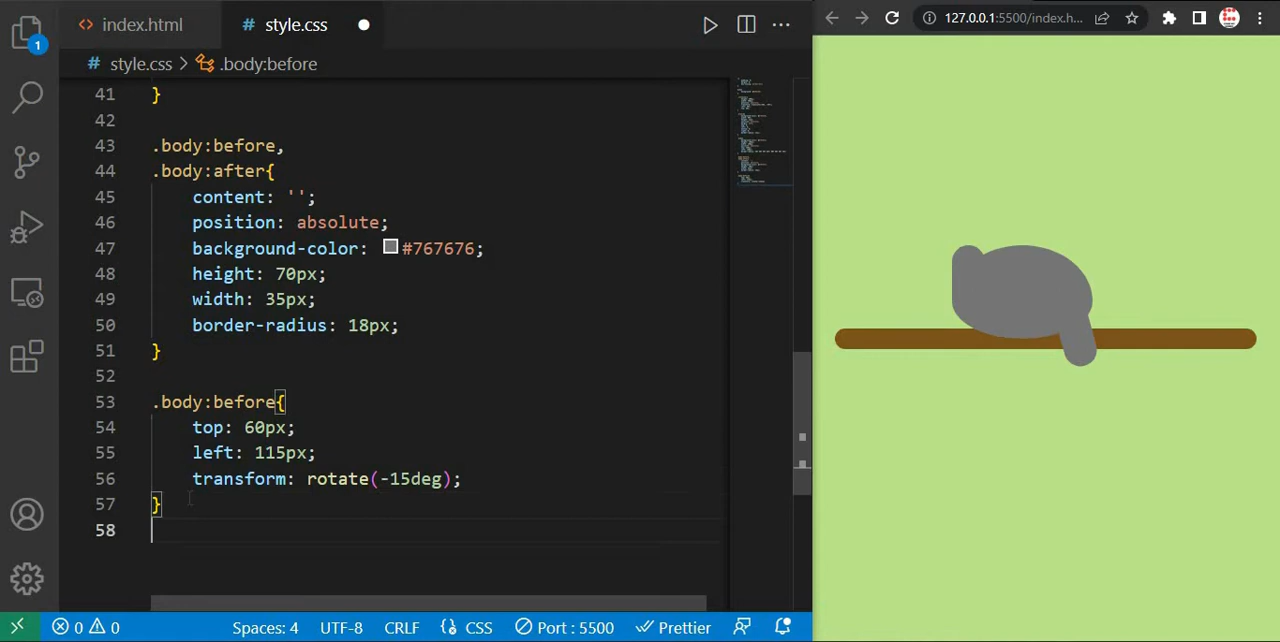 index.html
# style.css
127.0.0.1:5500/index.h...
1
# style.css > .body:before
41 }
42
43 .body:before,
44 .body:after{
45 content: '';
46 position: absolute;
47 background-color: #767676;
48 height: 70px;
49 width: 35px;
50 border-radius: 18px;
51 }
52
53 .body:before{
54 top: 60px;
55 left: 115px;
56 transform: rotate(-15deg);
57 }
58
0 0 Spaces: 4 UTF-8 CRLF {} CSS Port : 5500 Prettier